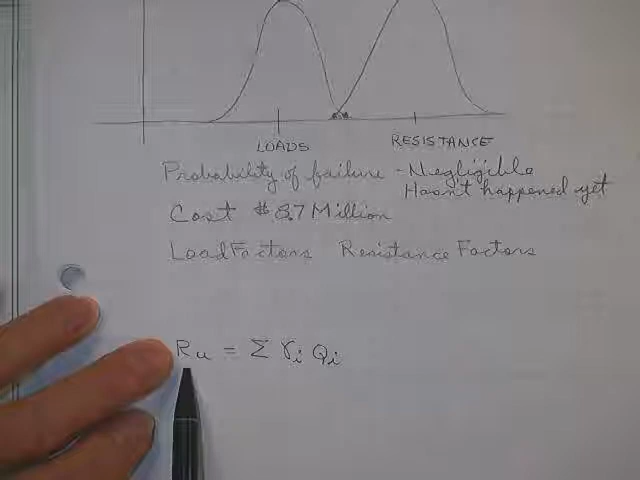 LOADS RESISTANCE
Probability of failure - Negligible
Hasn't happened yet
Cost $8.7 Million
Load Factors Resistance Factors
Ru = Σ γi Qi